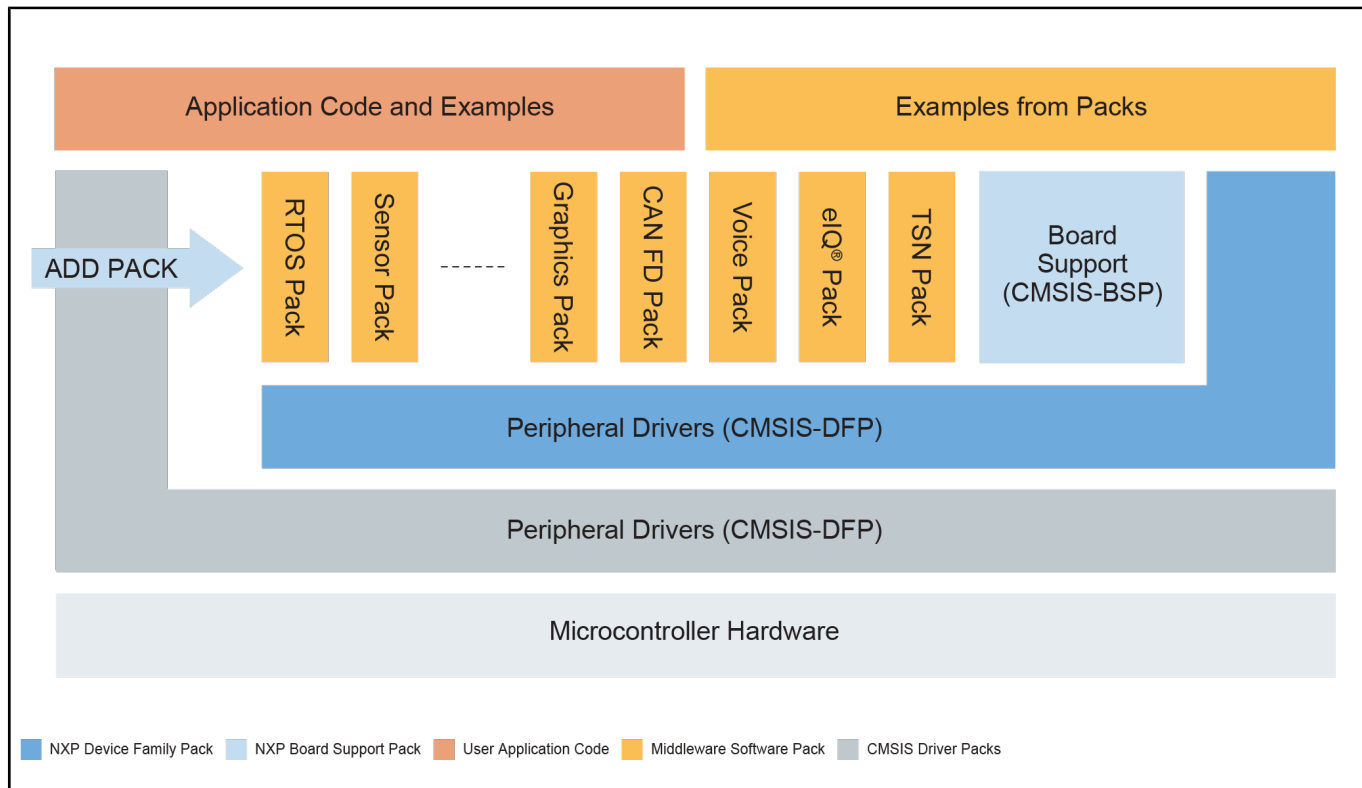 Application Code and Examples
Examples from Packs
ADD PACK
RTOS Pack
Sensor Pack
Graphics Pack
CAN FD Pack
Voice Pack
eIQ® Pack
TSN Pack
Board
Support
(CMSIS-BSP)
Peripheral Drivers (CMSIS-DFP)
Peripheral Drivers (CMSIS-DFP)
Microcontroller Hardware
NXP Device Family Pack
NXP Board Support Pack
User Application Code
Middleware Software Pack
CMSIS Driver Packs